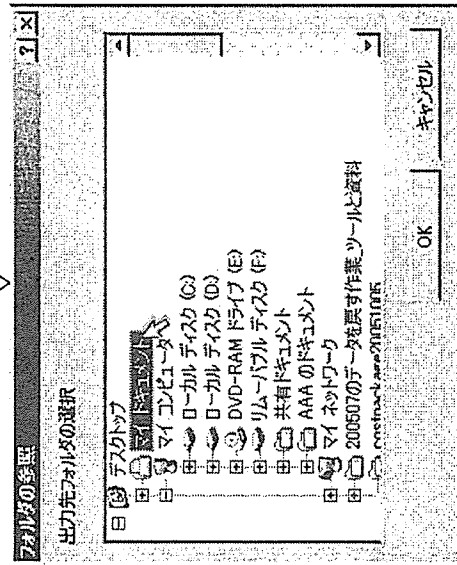 フォルダの参照
出力先フォルダの選択
デスクトップ
マイ ドキュメント
マイ コンピュータ
ローカル ディスク (C:)
ローカル ディスク (D:)
DVD-RAM ドライブ (E:)
リムーバブル ディスク (F:)
共有ドキュメント
AAA のドキュメント
マイ ネットワーク
200507のデータを戻す作業_ツールと資料
OK
キャンセル